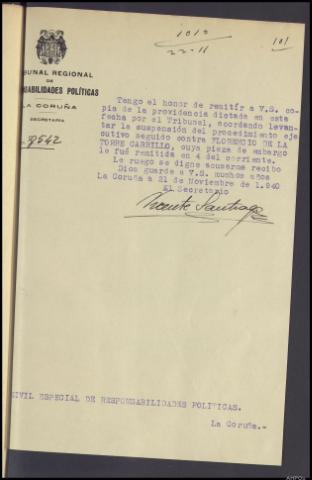 1010
22-11
101
BUNAL REGIONAL
DE
ABILIDADES POLÍTICAS
LA CORUÑA
SECRETARIA
9542
Tengo el honor de remitir a V.S. co-
pia de la providencia dictada en esta
fecha por el Tribunal, acordando levan-
tar la suspensión del procedimiento eje
cutivo seguido contra FLORENCIO DE LA
TORRE CARRILLO, cuya pieza de embargo
le fué remitida en 4 del corriente.
Le ruego se digne acusarme recibo
Dios guarde a V.S. muchos años
La Coruña a 21 de Noviembre de 1.940
El Secretario
Vicente Santiago
CIVIL ESPECIAL DE RESPONSABILIDADES POLITICAS.
La Coruña.-
AHPOu